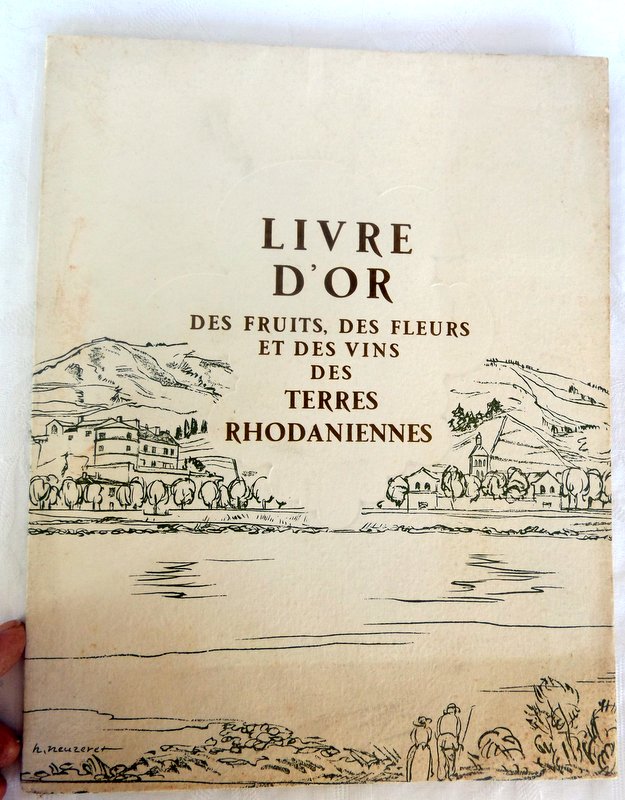 LIVRE
D'OR
DES FRUITS, DES FLEURS
ET DES VINS
DES
TERRES
RHODANIENNES
h. neuzeret